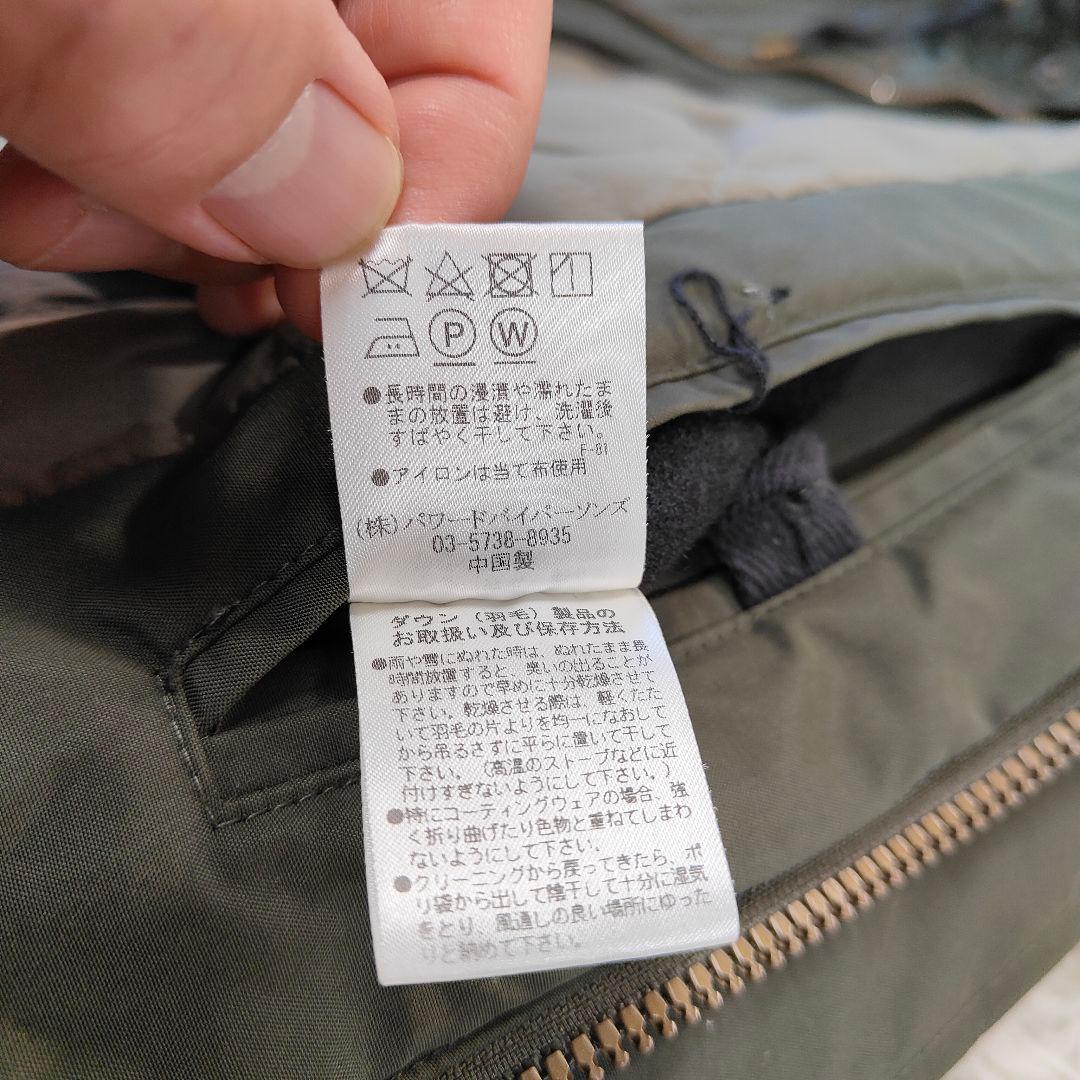 P W
●長時間の浸漬や濡れたま
まの放置は避け、洗濯後
すばやく干して下さい。
F-81
●アイロンは当て布使用
(株)パワードバイパーソンズ
03-5738-8935
中国製
ダウン(羽毛)製品の
お取扱い及び保存方法
●雨や雪にぬれた時は、ぬれたまま長
時間放置すると、臭いの出ることが
ありますので早めに十分乾燥させて
下さい。乾燥させる際は、軽くたた
いて羽毛の片よりを均一になおして
から吊るさずに平らに置いて干して
下さい。(高温のストーブなどに近
付けすぎないようにして下さい。)
●特にコーティングウェアの場合、強
く折り曲げたり色物と重ねてしまわ
ないようにして下さい。
●クリーニングから戻ってきたら、ポ
リ袋から出して陰干して十分に湿気
をとり、風通しの良い場所にゆった
りと納めて下さい。